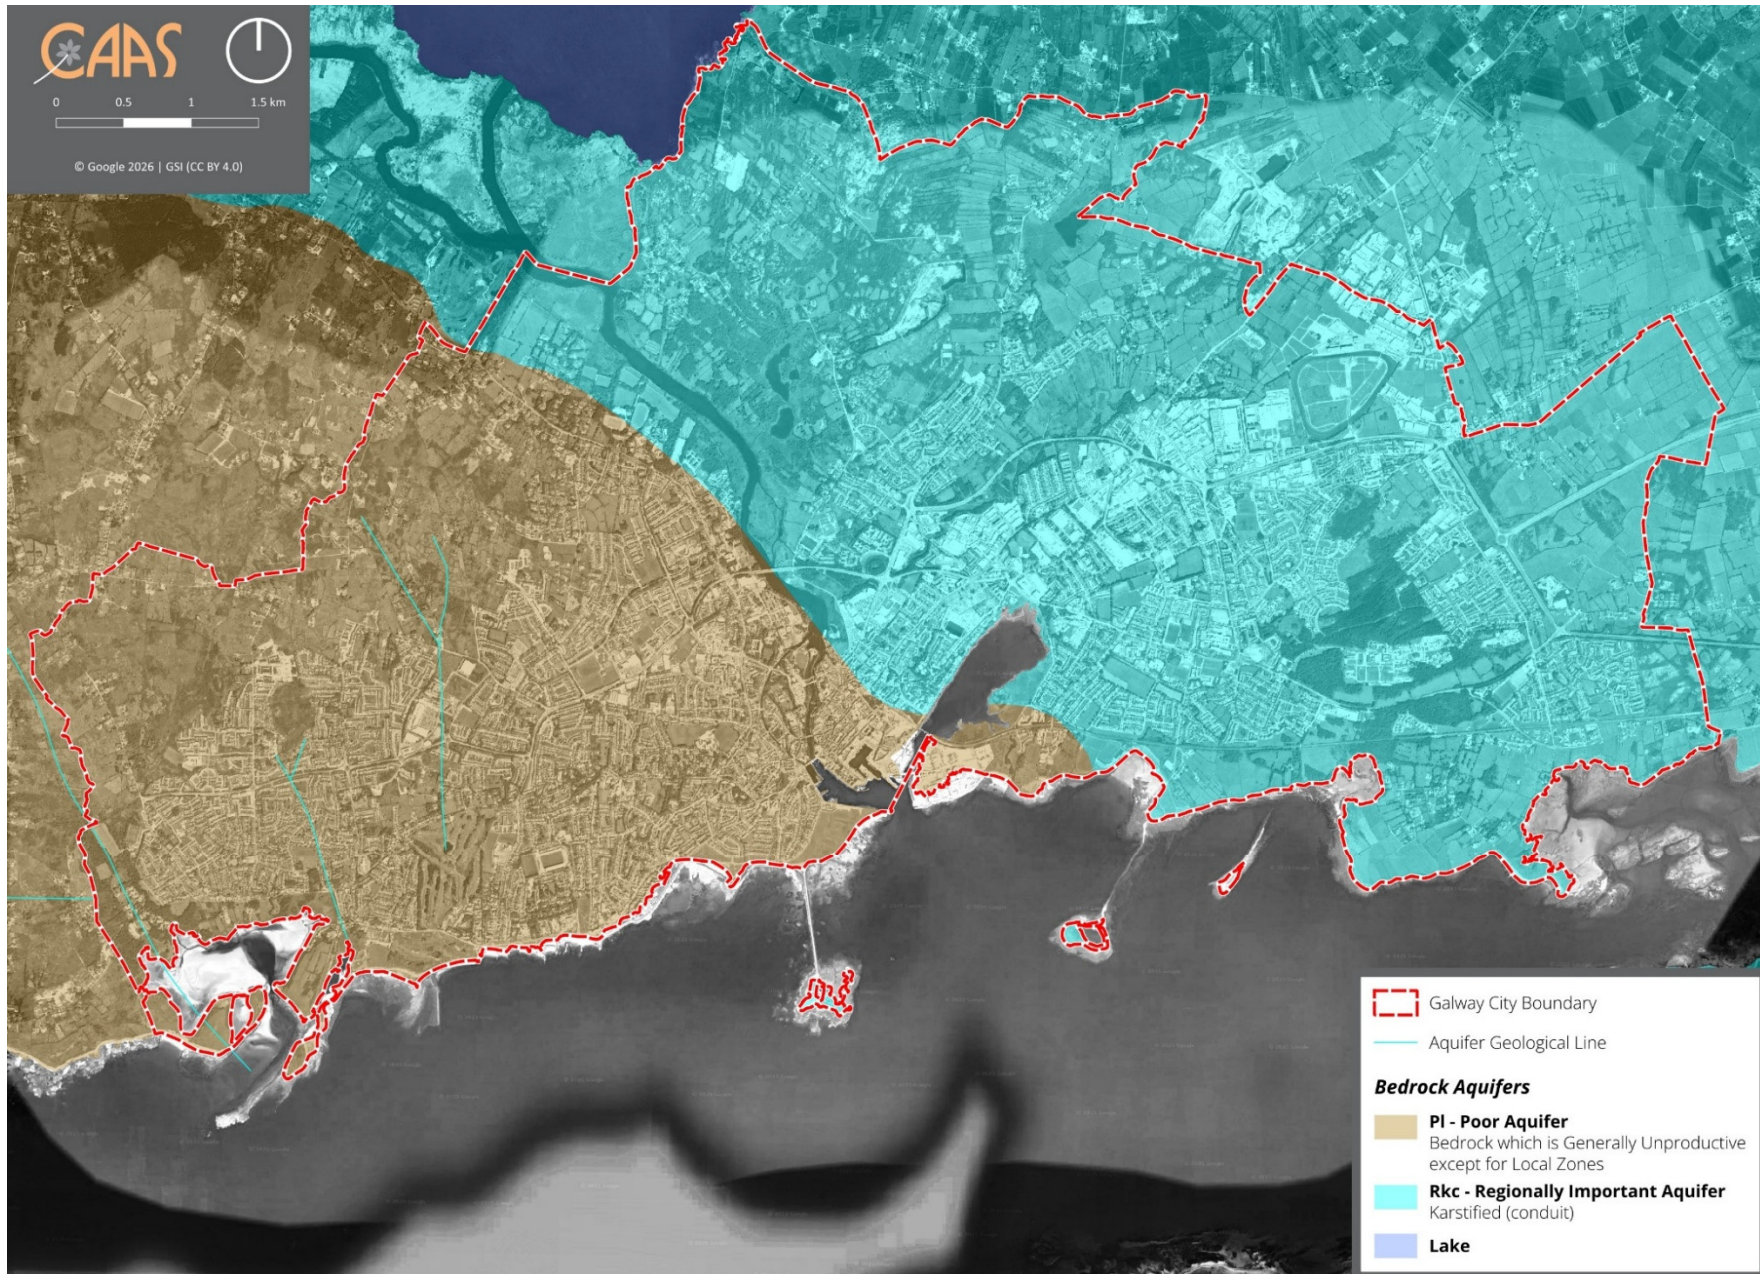 CAAS
0 0.5 1 1.5 km
© Google 2026 | GSI (CC BY 4.0)
Galway City Boundary
Aquifer Geological Line
Bedrock Aquifers
Pl - Poor Aquifer
Bedrock which is Generally Unproductive
except for Local Zones
Rkc - Regionally Important Aquifer
Karstified (conduit)
Lake